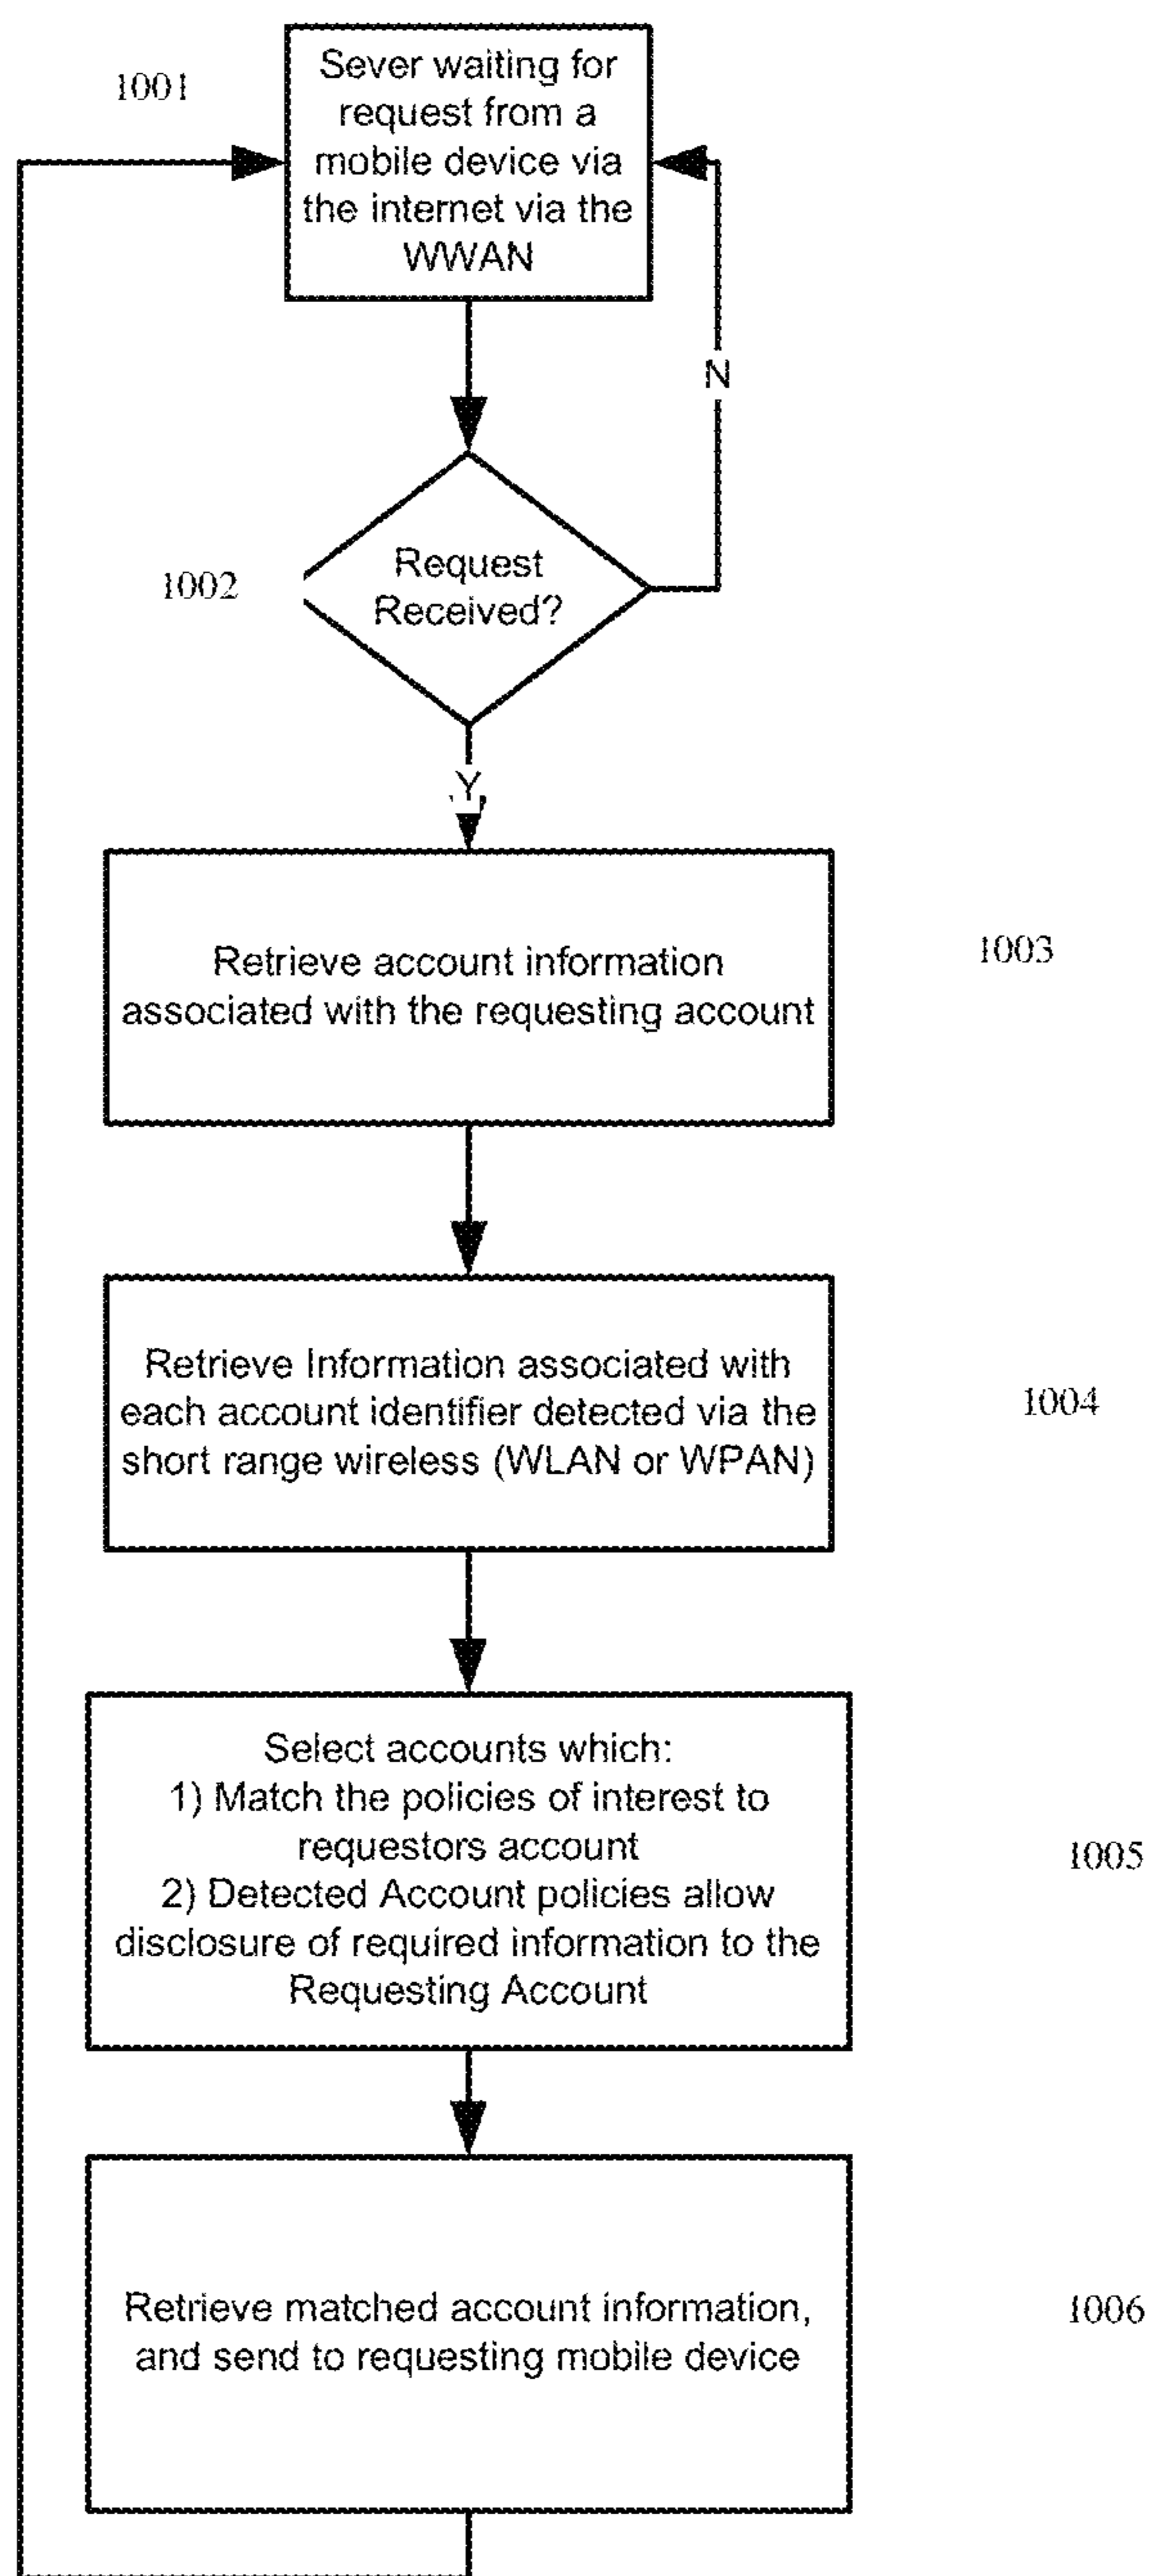 1001
Sever waiting for
request from a
mobile device via
the internet via the
WWAN
N
1002
Request
Received?
Y
Retrieve account information
associated with the requesting account
1003
Retrieve Information associated with
each account identifier detected via the
short range wireless (WLAN or WPAN)
1004
Select accounts which:
1) Match the policies of interest to
requestors account
2) Detected Account policies allow
disclosure of required information to the
Requesting Account
1005
Retrieve matched account information,
and send to requesting mobile device
1006